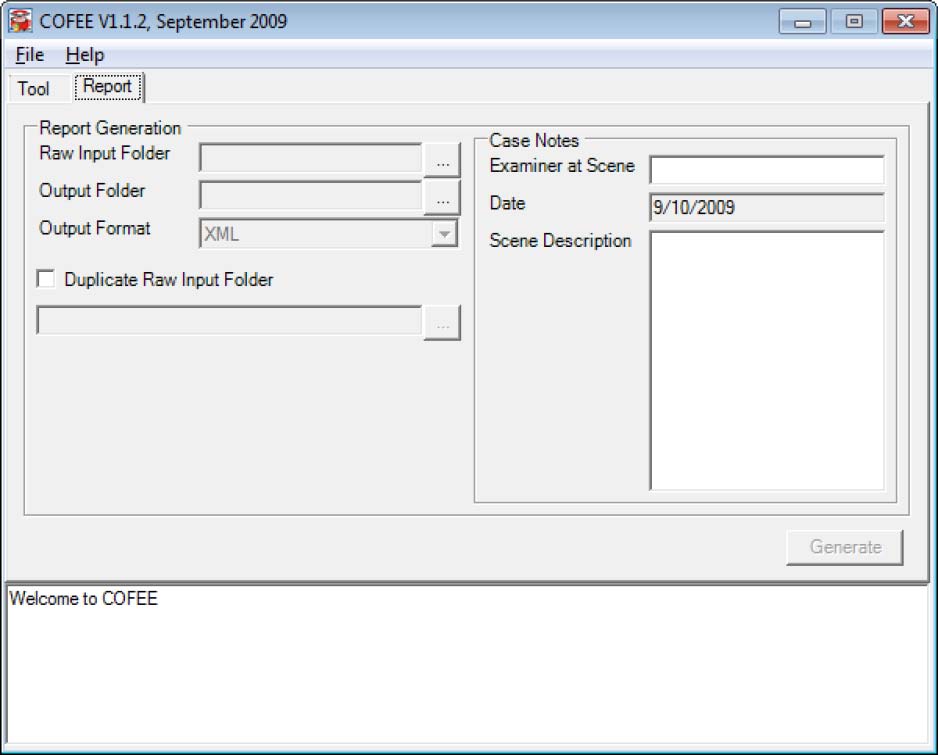 COFEE V1.1.2, September 2009
File Help
Tool Report
Report Generation
Raw Input Folder ...
Output Folder ...
Output Format XML
Duplicate Raw Input Folder
...
Case Notes
Examiner at Scene
Date 9/10/2009
Scene Description
Generate
Welcome to COFEE